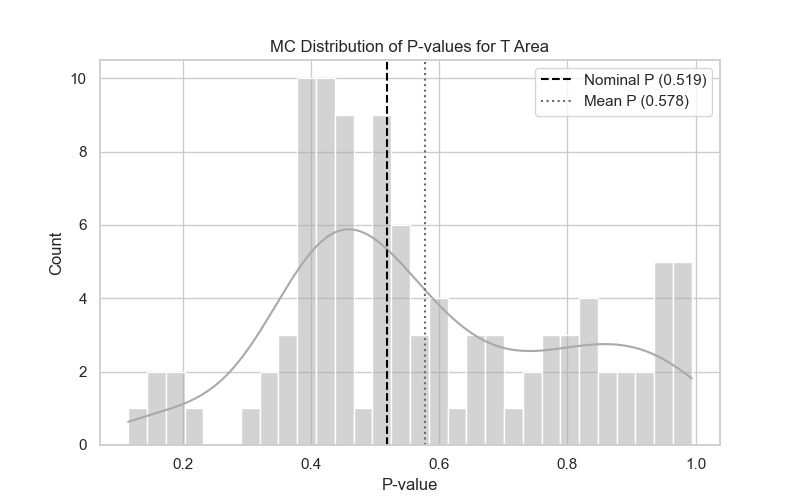 MC Distribution of P-values for T Area
Nominal P (0.519)
Mean P (0.578)
10
8
6
4
2
0
Count
0.2 0.4 0.6 0.8 1.0
P-value